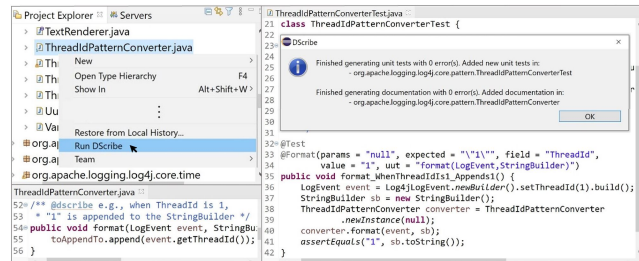 Project Explorer
Servers
TextRenderer.java
ThreadIdPatternConverter.java
Th
New
Th
Open Type Hierarchy F4
Th
Show In Alt+Shift+W >
Th
Uu
Var
Restore from Local History...
org.ap
Run DScribe
org.ap
Team >
org.apache.logging.log4j.core.time
ThreadIdPatternConverter.java
52 /** @dscribe e.g., when ThreadId is 1,
53 * "1" is appended to the StringBuilder */
54 public void format(LogEvent event, StringBu
55 toAppendTo.append(event.getThreadId());
56 }
ThreadIdPatternConverterTest.java
21 class ThreadIdPatternConverterTest {
22
23
24
25
26
27
28
29
30
DScribe
Finished generating unit tests with 0 error(s). Added new unit tests in:
- org.apache.logging.log4j.core.pattern.ThreadIdPatternConverterTest
Finished generating documentation with 0 error(s). Added documentation in:
- org.apache.logging.log4j.core.pattern.ThreadIdPatternConverter
OK
32 @Test
33 @Format(params = "null", expected = "\"1\"", field = "ThreadId",
34 value = "1", uut = "format(LogEvent,StringBuilder)")
35 public void format_WhenThreadIdIs1_Appends1() {
36 LogEvent event = Log4jLogEvent.newBuilder().setThreadId(1).build();
37 StringBuilder sb = new StringBuilder();
38 ThreadIdPatternConverter converter = ThreadIdPatternConverter
39 .newInstance(null);
40 converter.format(event, sb);
41 assertEquals("1", sb.toString());
42 }